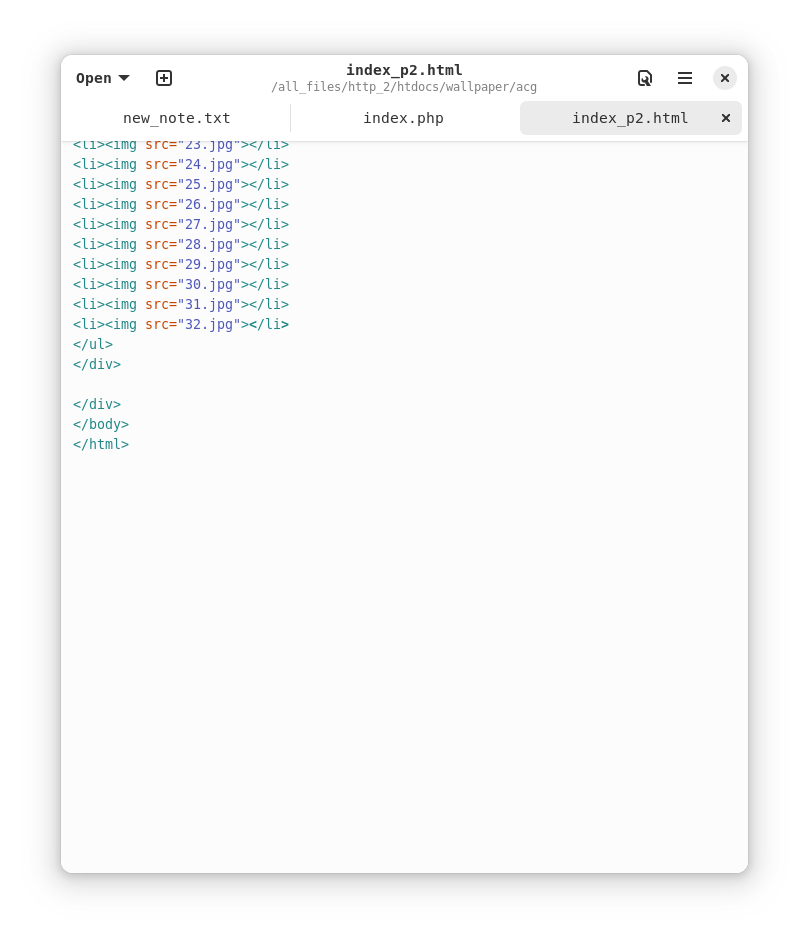 Open
index_p2.html
/all_files/http_2/htdocs/wallpaper/acg
new_note.txt
index.php
index_p2.html
<li><img src="23.jpg"></li>
<li><img src="24.jpg"></li>
<li><img src="25.jpg"></li>
<li><img src="26.jpg"></li>
<li><img src="27.jpg"></li>
<li><img src="28.jpg"></li>
<li><img src="29.jpg"></li>
<li><img src="30.jpg"></li>
<li><img src="31.jpg"></li>
<li><img src="32.jpg"></li>
</ul>
</div>
</div>
</body>
</html>